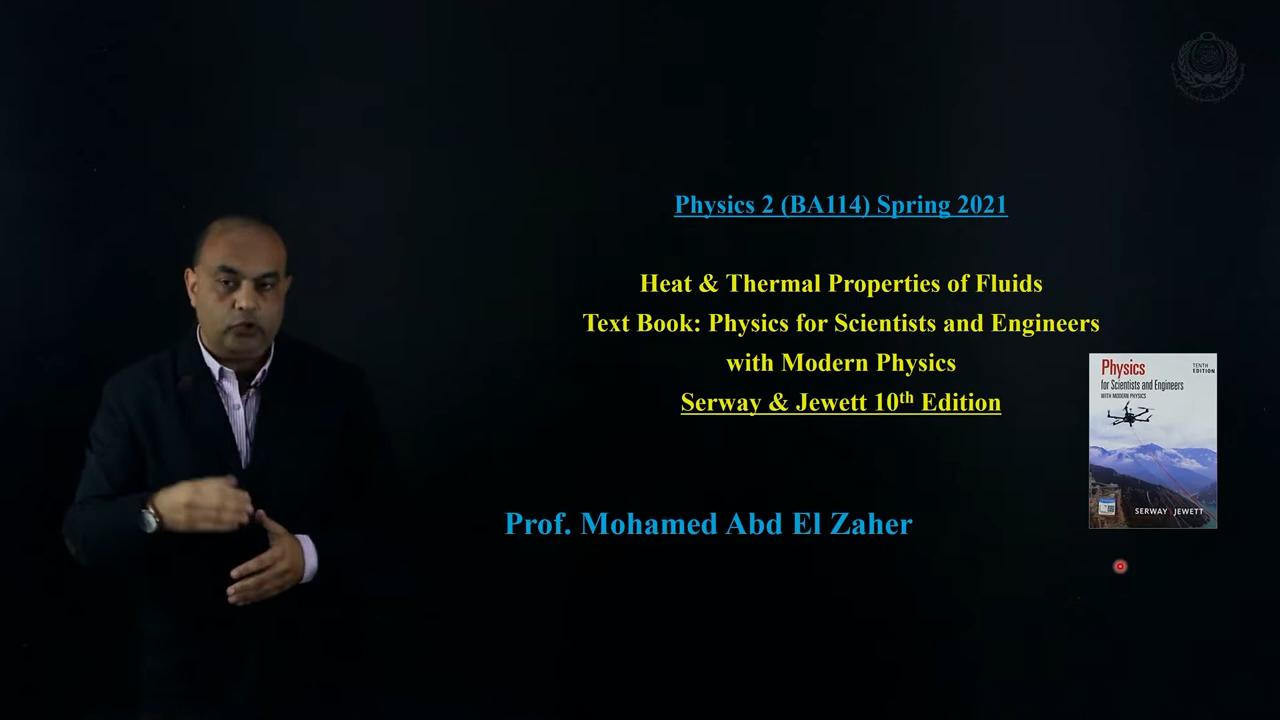 Physics 2 (BA114) Spring 2021
Heat & Thermal Properties of Fluids
Text Book: Physics for Scientists and Engineers
with Modern Physics
Serway & Jewett 10th Edition
Physics
TENTH
EDITION
for Scientists and Engineers
WITH MODERN PHYSICS
SERWAY JEWETT
Prof. Mohamed Abd El Zaher